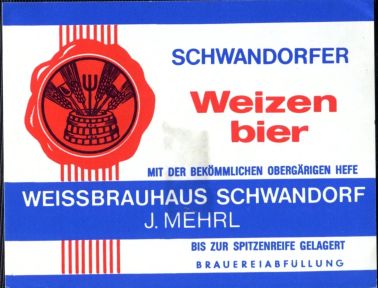 SCHWANDORFER
Weizen
bier
MIT DER BEKÖMMLICHEN OBERGÄRIGEN HEFE
WEISSBRAUHAUS SCHWANDORF
J. MEHRL
BIS ZUR SPITZENREIFE GELAGERT
BRAUEREIABFÜLLUNG